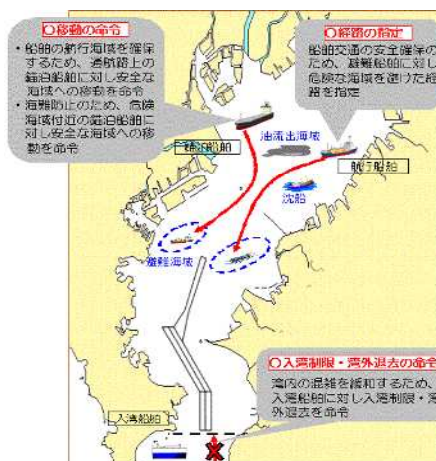 〇移動の命令
・船舶の航行海域を確保
するため、通航路上の
錨泊船舶に対し安全な
海域への移動を命令
・海難防止のため、危険
海域付近の錨泊船舶に
対し安全な海域への移
動を命令
〇経路の指定
船舶交通の安全確保の
ため、避難船舶に対し
危険な海域を避けた経
路を指定
油流出海域
錨泊船舶
航行船舶
沈船
避難海域
〇入湾制限・湾外退去の命令
湾内の混雑を緩和するため、
入湾船舶に対し入湾制限・湾
外退去を命令
入湾船舶